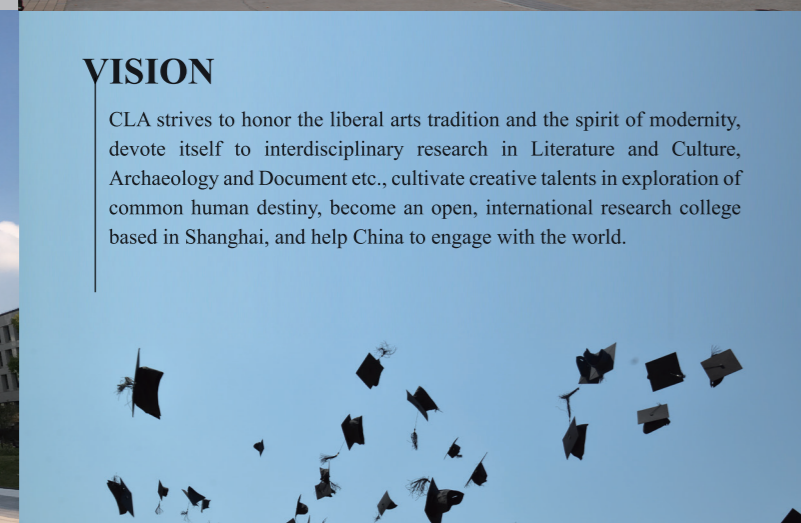 VISION
CLA strives to honor the liberal arts tradition and the spirit of modernity,
devote itself to interdisciplinary research in Literature and Culture,
Archaeology and Document etc., cultivate creative talents in exploration of
common human destiny, become an open, international research college
based in Shanghai, and help China to engage with the world.